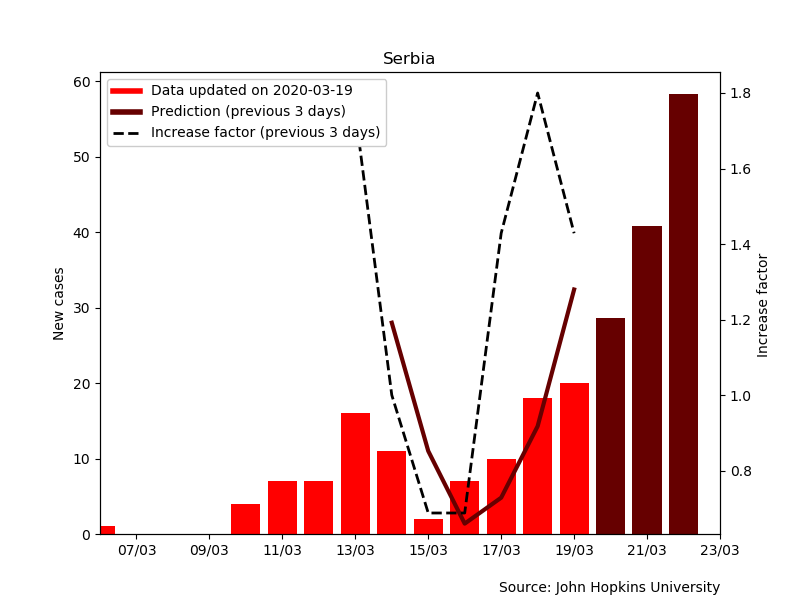 Serbia
Data updated on 2020-03-19
Prediction (previous 3 days)
Increase factor (previous 3 days)
60
50
40
30
20
10
0
New cases
1.8
1.6
1.4
1.2
1.0
0.8
Increase factor
07/03 09/03 11/03 13/03 15/03 17/03 19/03 21/03 23/03
Source: John Hopkins University